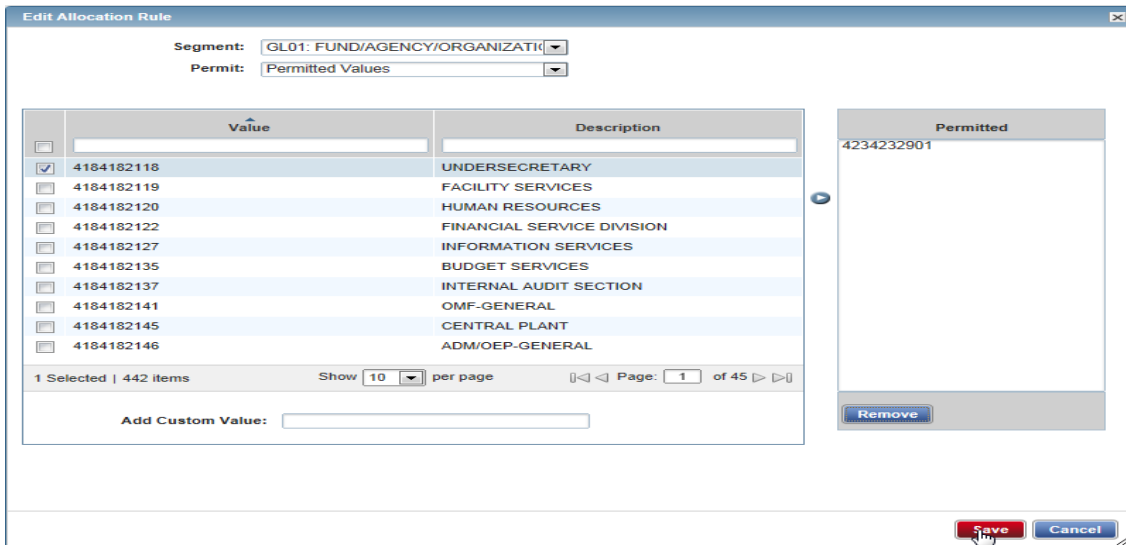 Edit Allocation Rule
Segment: GL01: FUND/AGENCY/ORGANIZATI(
Permit: Permitted Values
Value Description Permitted
4234232901
4184182118 UNDERSECRETARY
4184182119 FACILITY SERVICES
4184182120 HUMAN RESOURCES
4184182122 FINANCIAL SERVICE DIVISION
4184182127 INFORMATION SERVICES
4184182135 BUDGET SERVICES
4184182137 INTERNAL AUDIT SECTION
4184182141 OMF-GENERAL
4184182145 CENTRAL PLANT
4184182146 ADM/OEP-GENERAL
1 Selected | 442 items Show 10 per page Page: 1 of 45
Add Custom Value:
Remove
Save Cancel